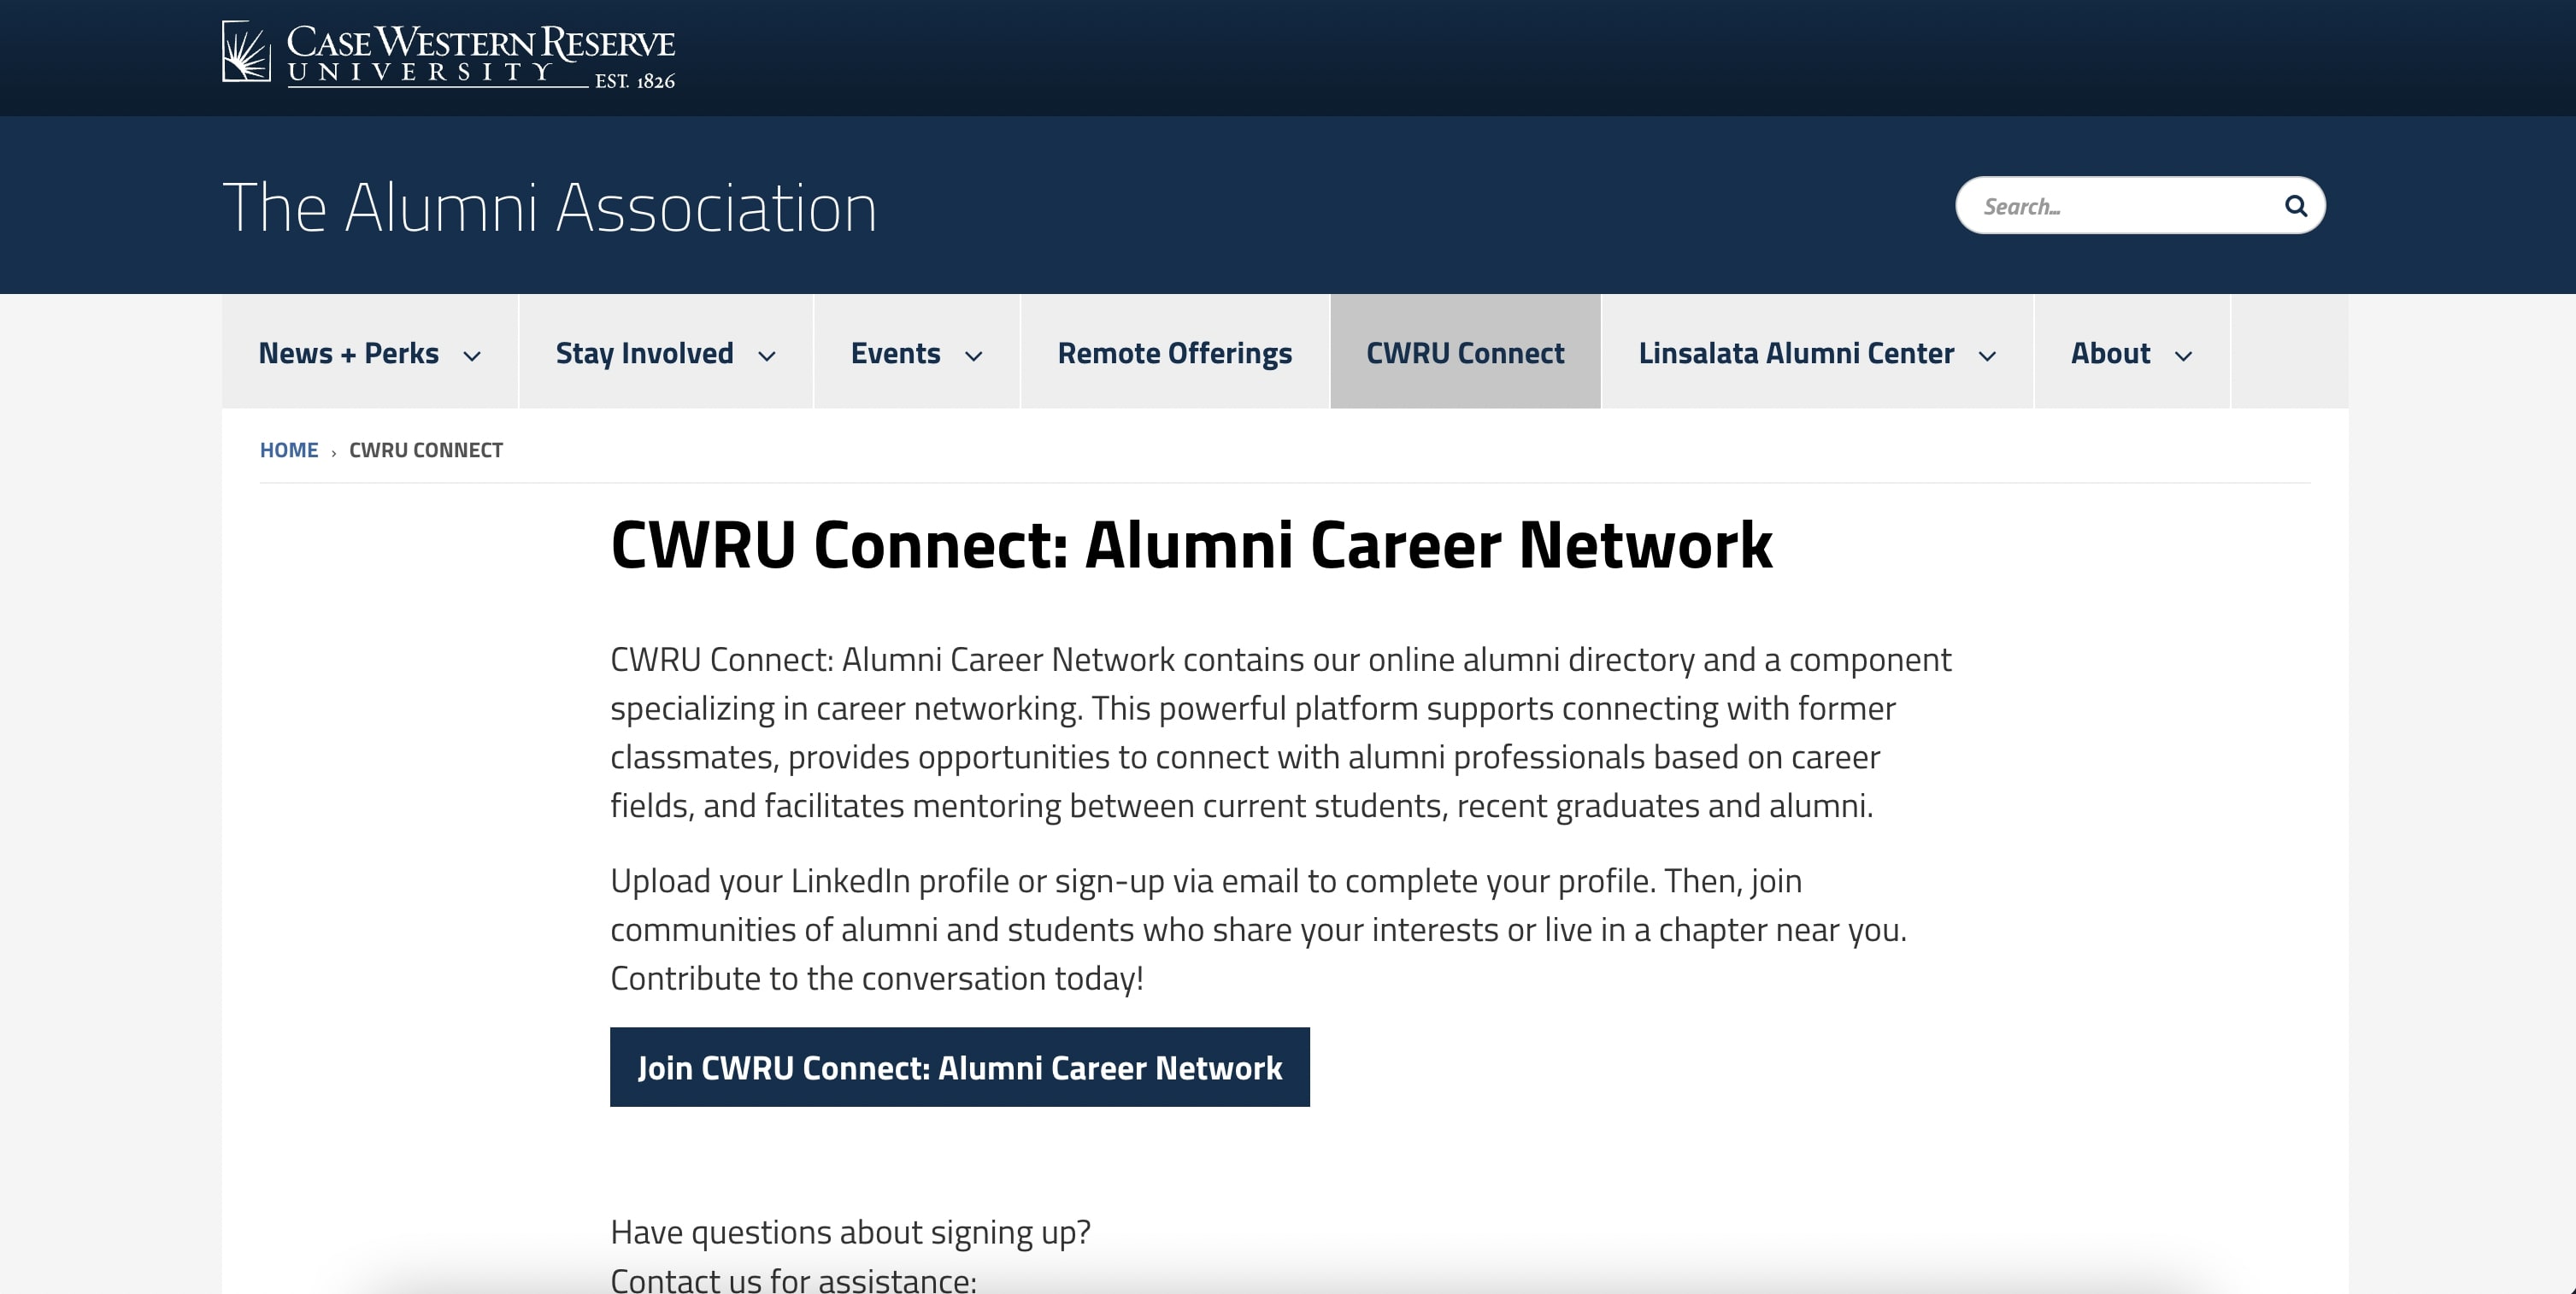 CASE WESTERN RESERVE
UNIVERSITY
EST. 1826
The Alumni Association
Search...
News + Perks
Stay Involved
Events
Remote Offerings
CWRU Connect
Linsalata Alumni Center
About
HOME › CWRU CONNECT
CWRU Connect: Alumni Career Network
CWRU Connect: Alumni Career Network contains our online alumni directory and a component
specializing in career networking. This powerful platform supports connecting with former
classmates, provides opportunities to connect with alumni professionals based on career
fields, and facilitates mentoring between current students, recent graduates and alumni.
Upload your LinkedIn profile or sign-up via email to complete your profile. Then, join
communities of alumni and students who share your interests or live in a chapter near you.
Contribute to the conversation today!
Join CWRU Connect: Alumni Career Network
Have questions about signing up?
Contact us for assistance: